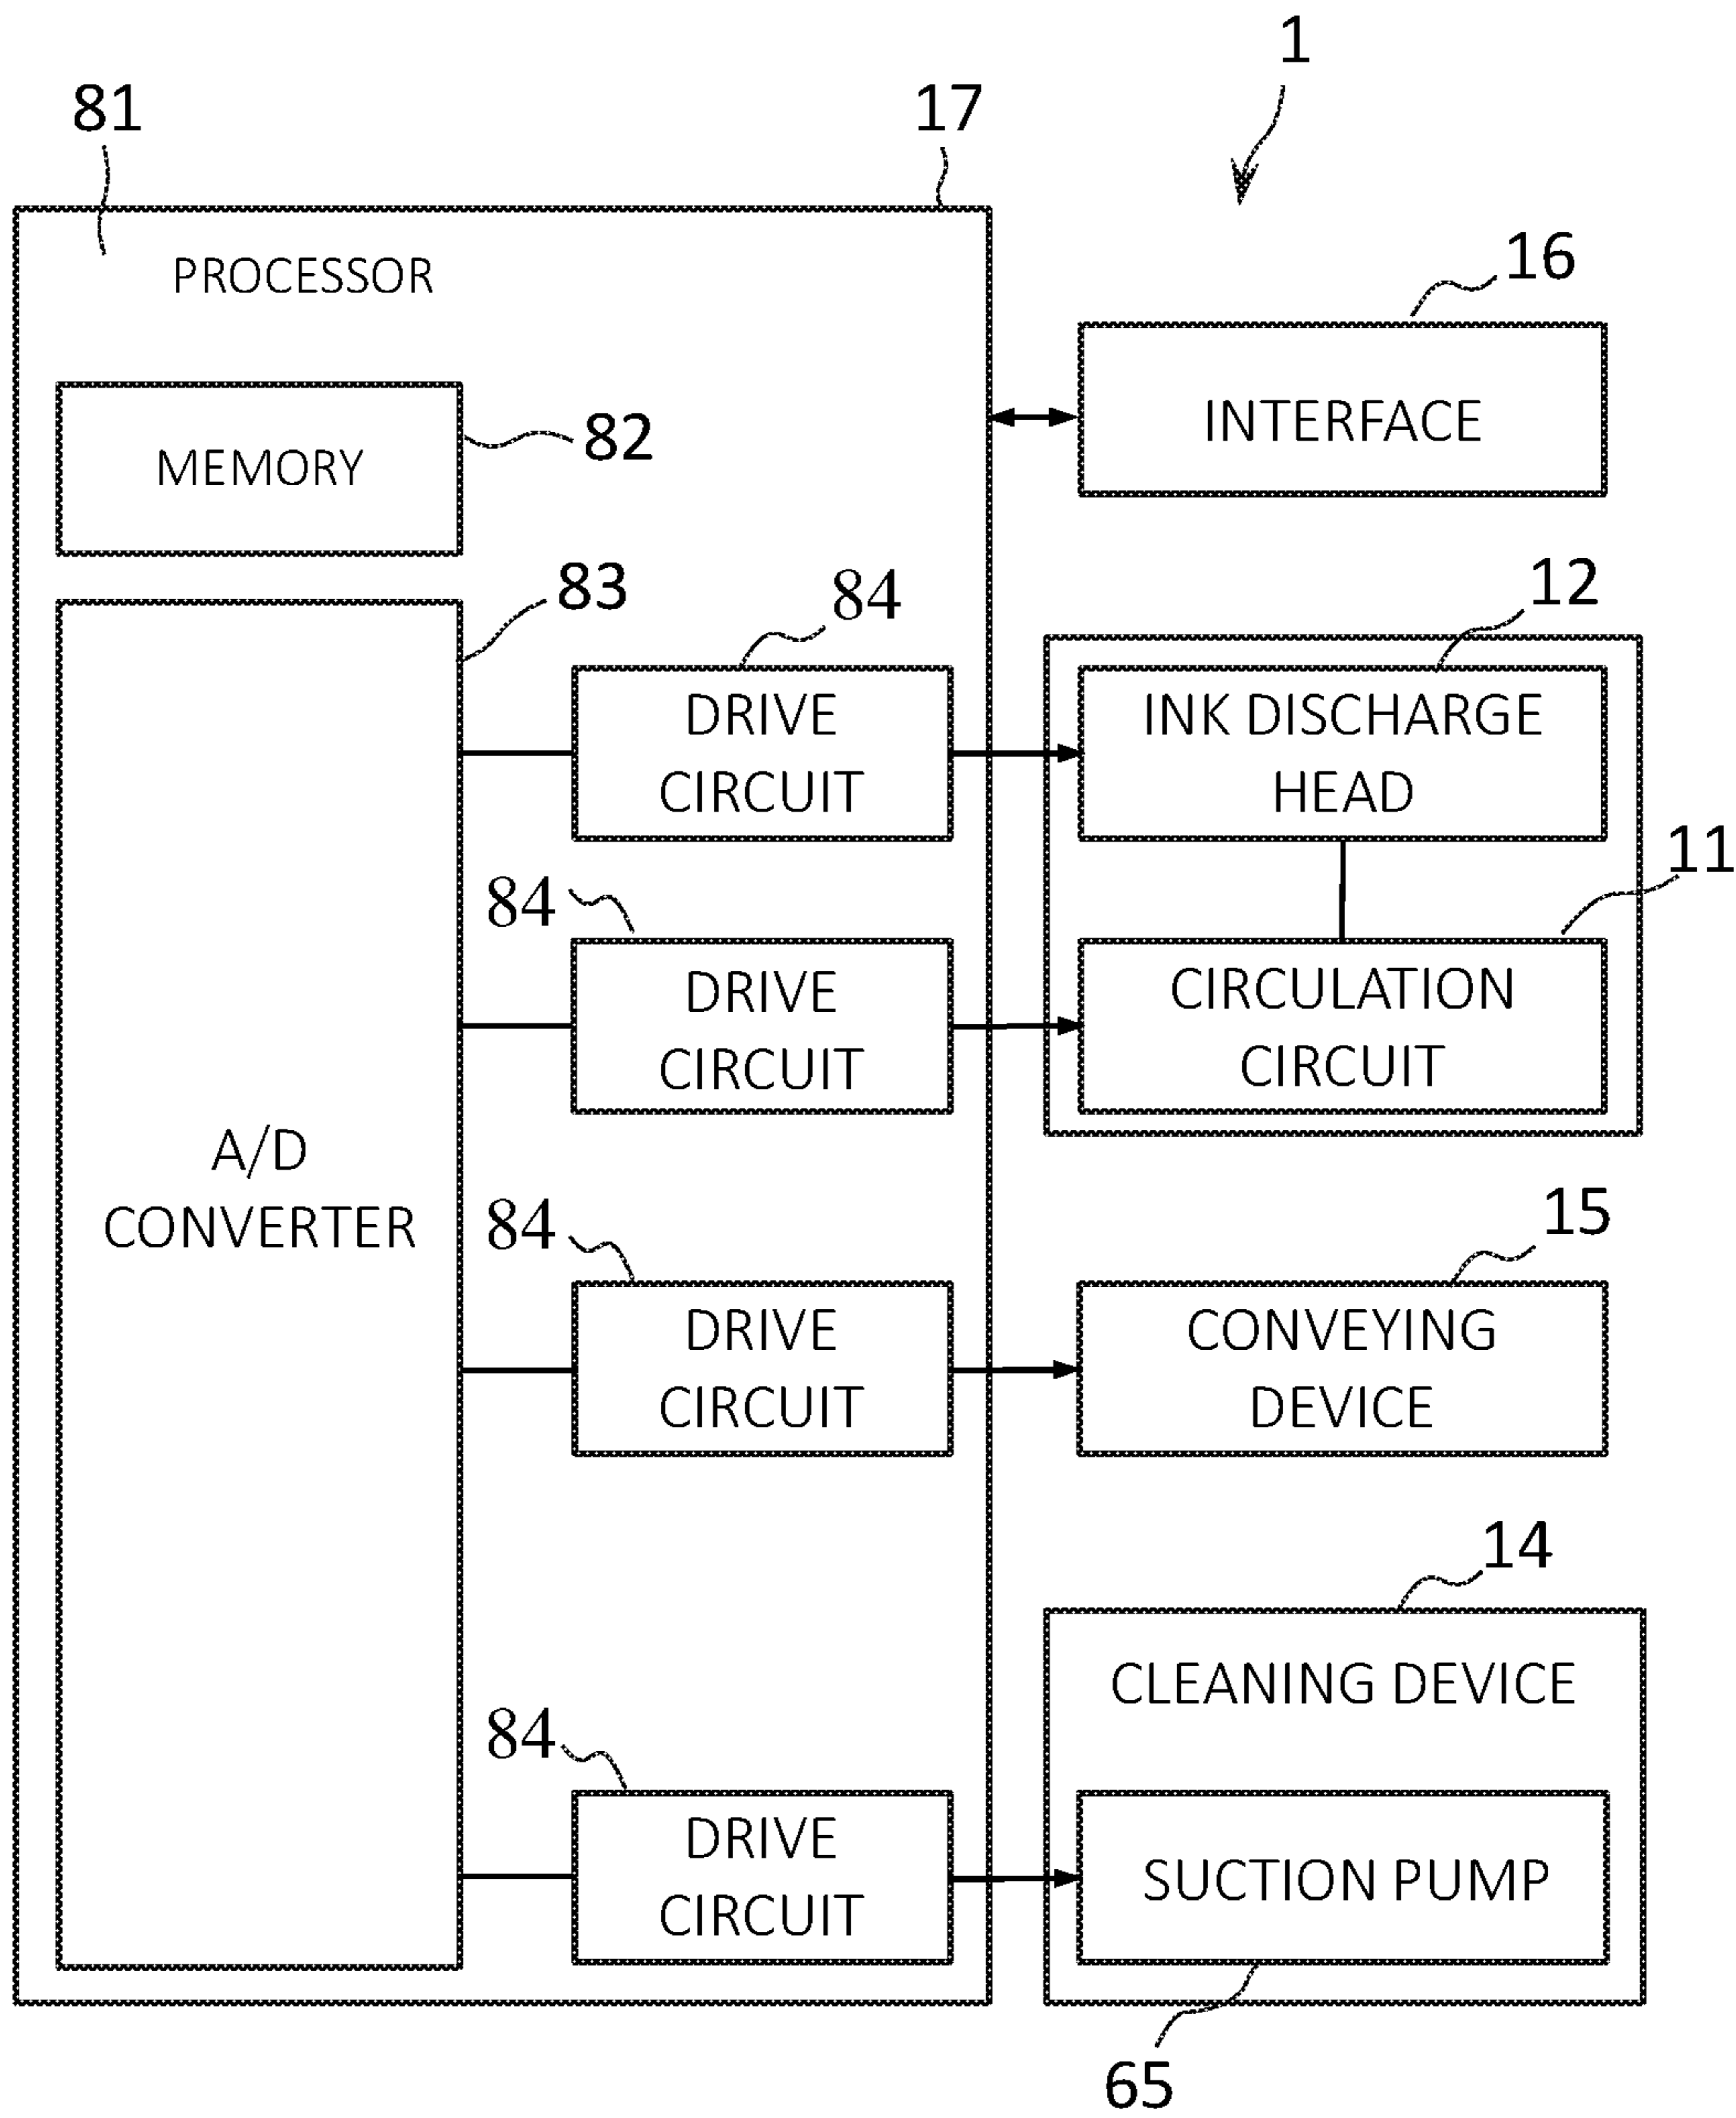 1
81
17
PROCESSOR
16
INTERFACE
MEMORY
82
83
84
12
DRIVE
CIRCUIT
INK DISCHARGE
HEAD
11
84
DRIVE
CIRCUIT
CIRCULATION
CIRCUIT
A/D
CONVERTER
84
15
DRIVE
CIRCUIT
CONVEYING
DEVICE
14
CLEANING DEVICE
84
DRIVE
CIRCUIT
SUCTION PUMP
65